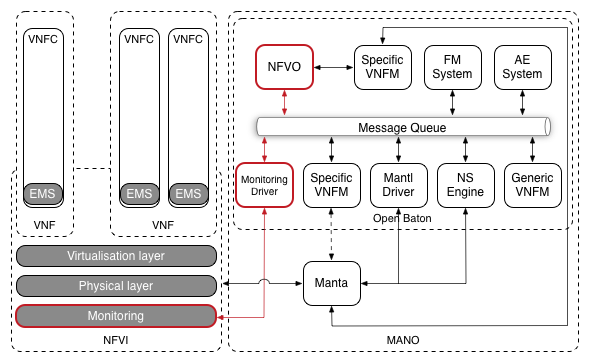 VNFC
VNFC
VNFC
EMS
EMS
EMS
VNF
VNF
Virtualisation layer
Physical layer
Monitoring
NFVI
NFVO
Specific
VNFM
FM
System
AE
System
Message Queue
Monitoring
Driver
Specific
VNFM
Mantl
Driver
NS
Engine
Generic
VNFM
Open Baton
Manta
MANO